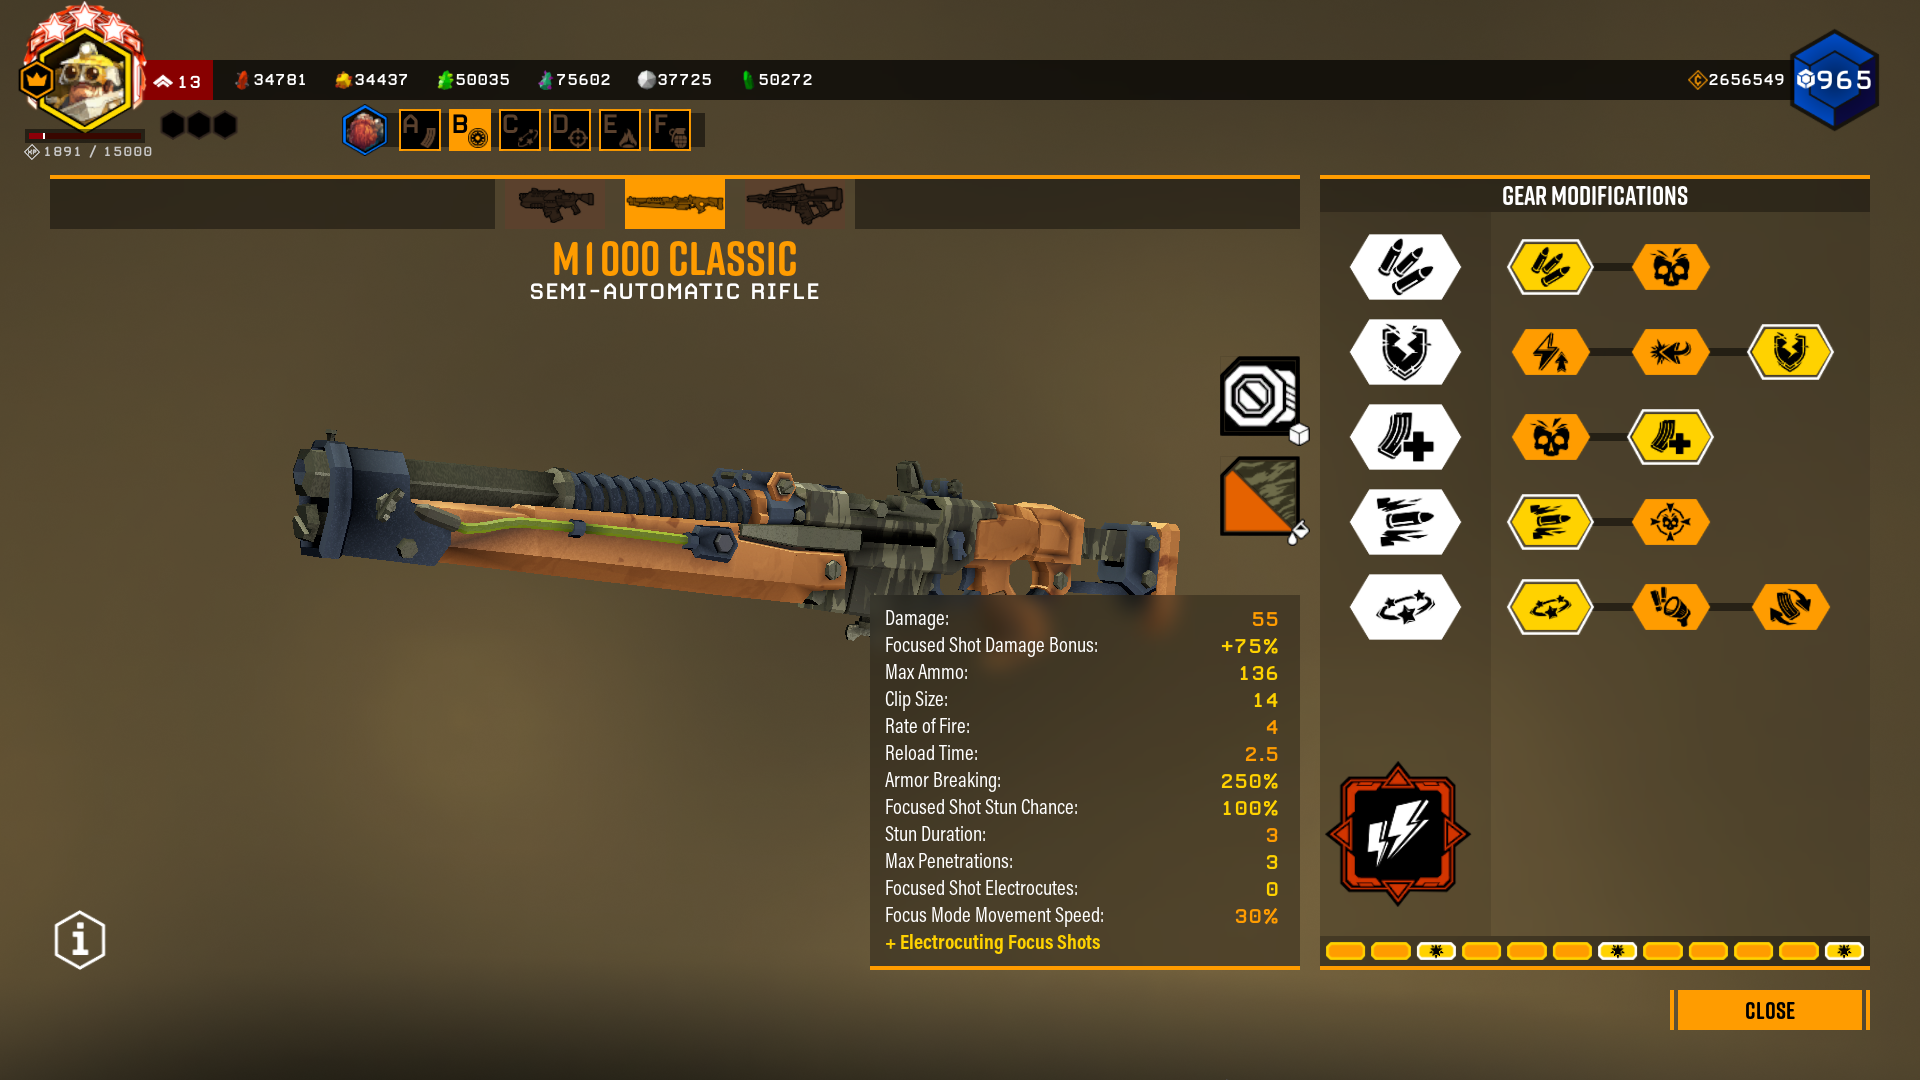 13
34781
34437
50035
75602
37725
50272
2656549
965
1891 / 15000
A
B
C
D
E
F
GEAR MODIFICATIONS
M1000 CLASSIC
SEMI-AUTOMATIC RIFLE
Damage: 55
Focused Shot Damage Bonus: +75%
Max Ammo: 136
Clip Size: 14
Rate of Fire: 4
Reload Time: 2.5
Armor Breaking: 250%
Focused Shot Stun Chance: 100%
Stun Duration: 3
Max Penetrations: 3
Focused Shot Electrocutes: 0
Focus Mode Movement Speed: 30%
+ Electrocuting Focus Shots
CLOSE